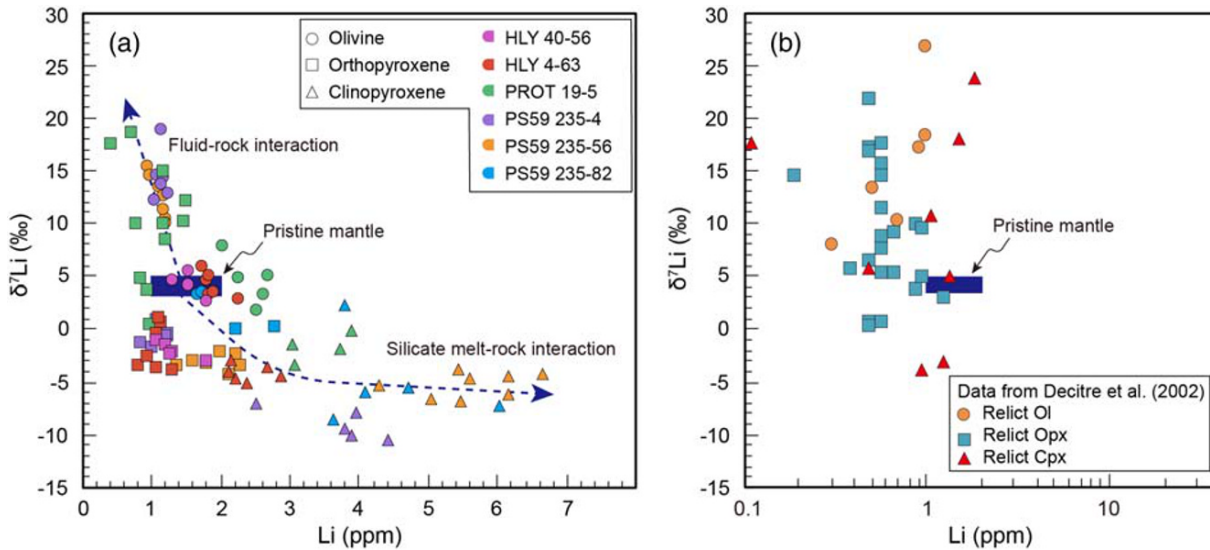 (a)
Olivine
Orthopyroxene
Clinopyroxene
HLY 40-56
HLY 4-63
PROT 19-5
PS59 235-4
PS59 235-56
PS59 235-82
Fluid-rock interaction
Pristine mantle
Silicate melt-rock interaction
30
25
20
15
10
5
0
-5
-10
-15
δ⁷Li (‰)
0 1 2 3 4 5 6 7
Li (ppm)
(b)
Pristine mantle
Data from Decitre et al. (2002)
Relict Ol
Relict Opx
Relict Cpx
30
25
20
15
10
5
0
-5
-10
-15
δ⁷Li (‰)
0.1 1 10
Li (ppm)